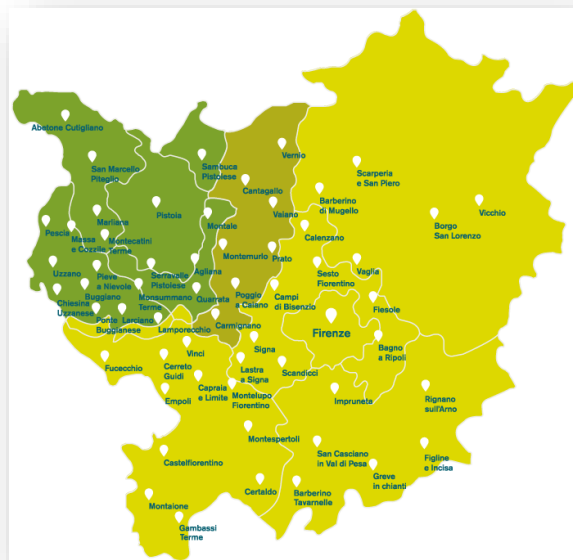 Abetone Cutigliano
San Marcello
Piteglio
Sambuca
Pistoiese
Vernio
Cantagallo
Scarperia
e San Piero
Barberino
di Mugello
Vicchio
Borgo
San Lorenzo
Pistoia
Vaiano
Marliana
Montale
Calenzano
Pescia
Massa
e Cozzile
Montecatini
Terme
Montemurlo
Prato
Vaglia
Sesto
Fiorentino
Uzzano
Pieve
a Nievole
Serravalle
Pistoiese
Agliana
Buggiano
Monsummano
Terme
Quarrata
Poggio
a Caiano
Campi
di Bisenzio
Chiesina
Uzzanese
Fiesole
Ponte
Buggianese
Larciano
Lamporecchio
Carmignano
Firenze
Signa
Bagno
a Ripoli
Vinci
Fucecchio
Cerreto
Guidi
Lastra
a Signa
Scandicci
Capraia
e Limite
Montelupo
Fiorentino
Empoli
Impruneta
Rignano
sull'Arno
Montespertoli
San Casciano
in Val di Pesa
Figline
e Incisa
Castelfiorentino
Greve
in chianti
Certaldo
Barberino
Tavarnelle
Montaione
Gambassi
Terme